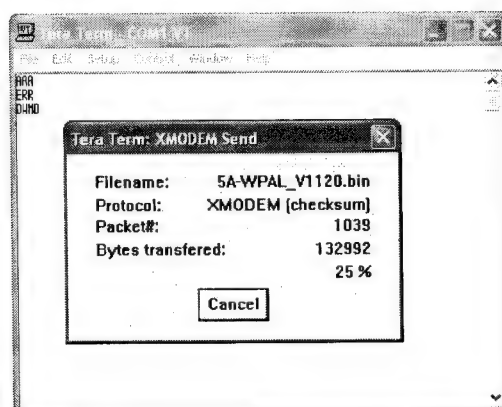 Tera Term: COM1 VT
File Edit Setup Control Window Help
AAA
ERR
DWMD
Tera Term: XMODEM Send
Filename: 5A-WPAL_V1120.bin
Protocol: XMODEM (checksum)
Packet#: 1039
Bytes transfered: 132992
25 %
Cancel